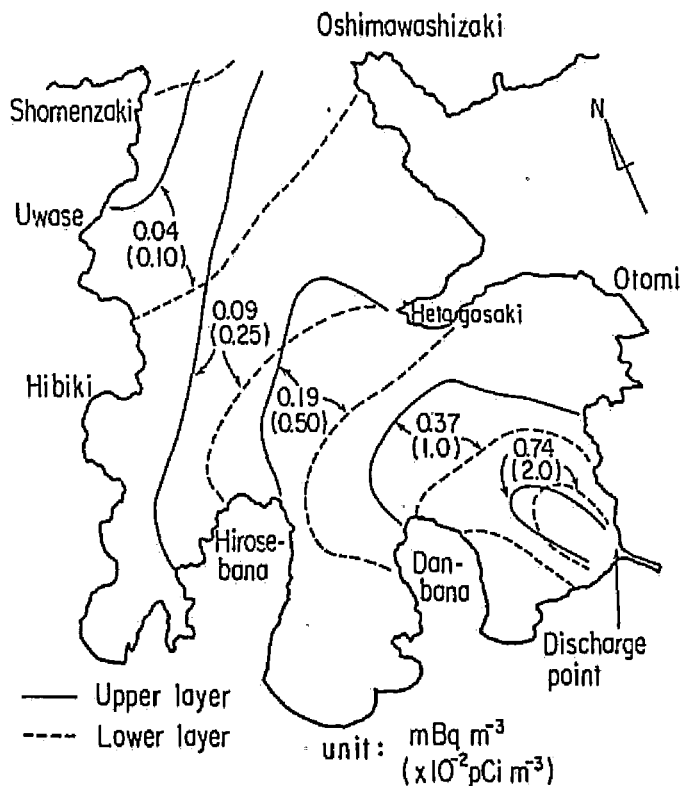 Oshimawashizaki
Shomenzaki
N
Uwase
0.04
(0.10)
Otomi
0.09
(0.25)
Hetagasaki
Hibiki
0.19
(0.50)
0.37
(1.0)
0.74
(2.0)
Hirose-
bana
Dan-
bana
Discharge
point
Upper layer
Lower layer
unit: mBq m⁻³
(x10⁻²pCi m⁻³)